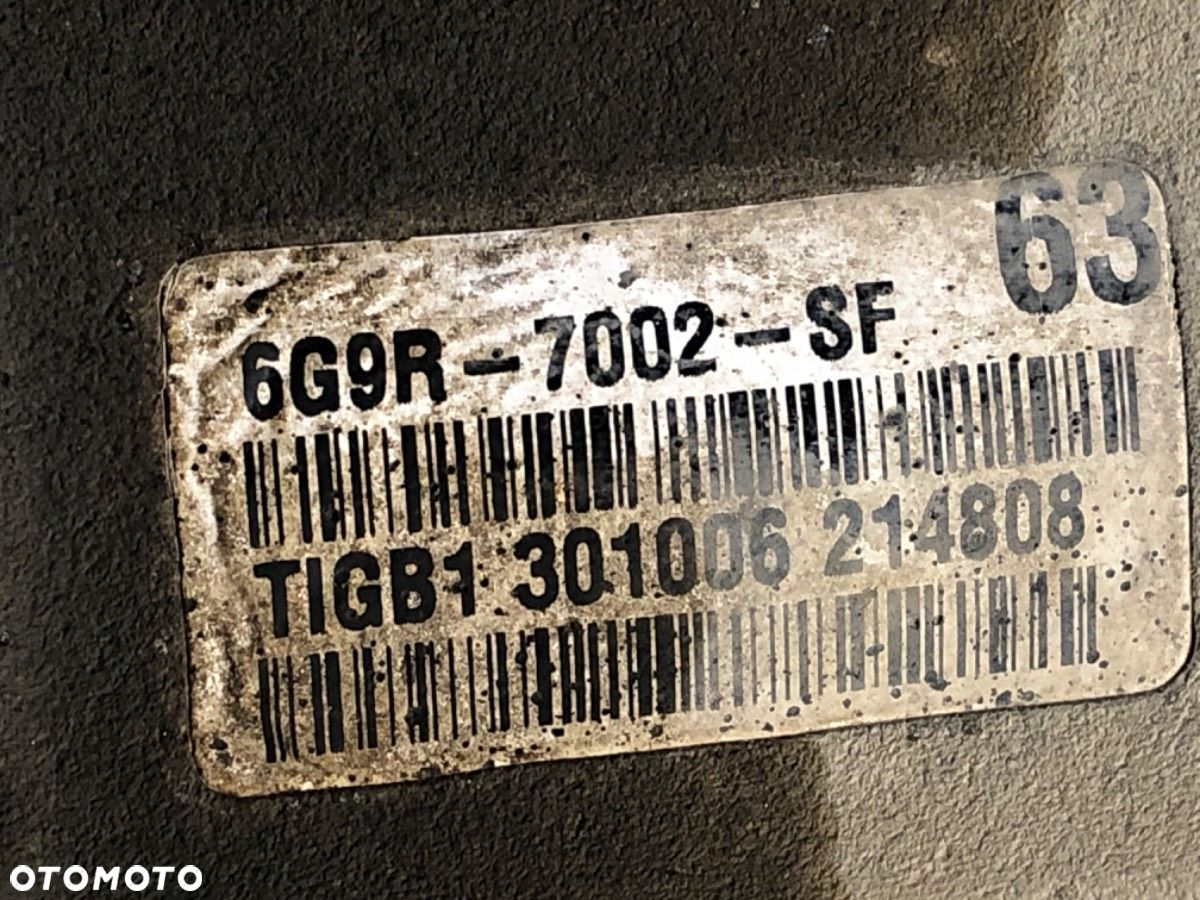 63
6G9R-7002-SF
TIGB1 301006 214808
OTOMOTO